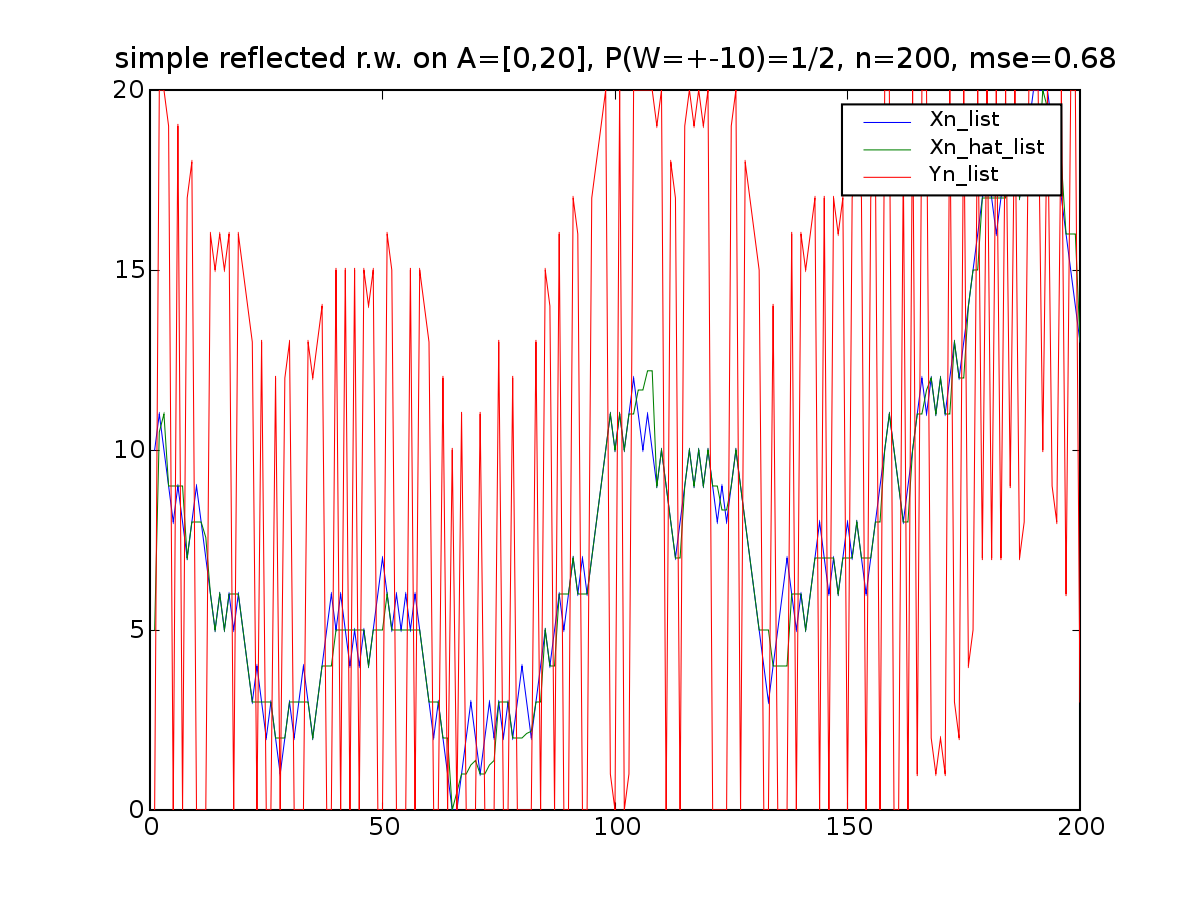 simple reflected r.w. on A=[0,20], P(W=+-10)=1/2, n=200, mse=0.68
20
Xn_list
Xn_hat_list
Yn_list
15
10
5
0
0 50 100 150 200